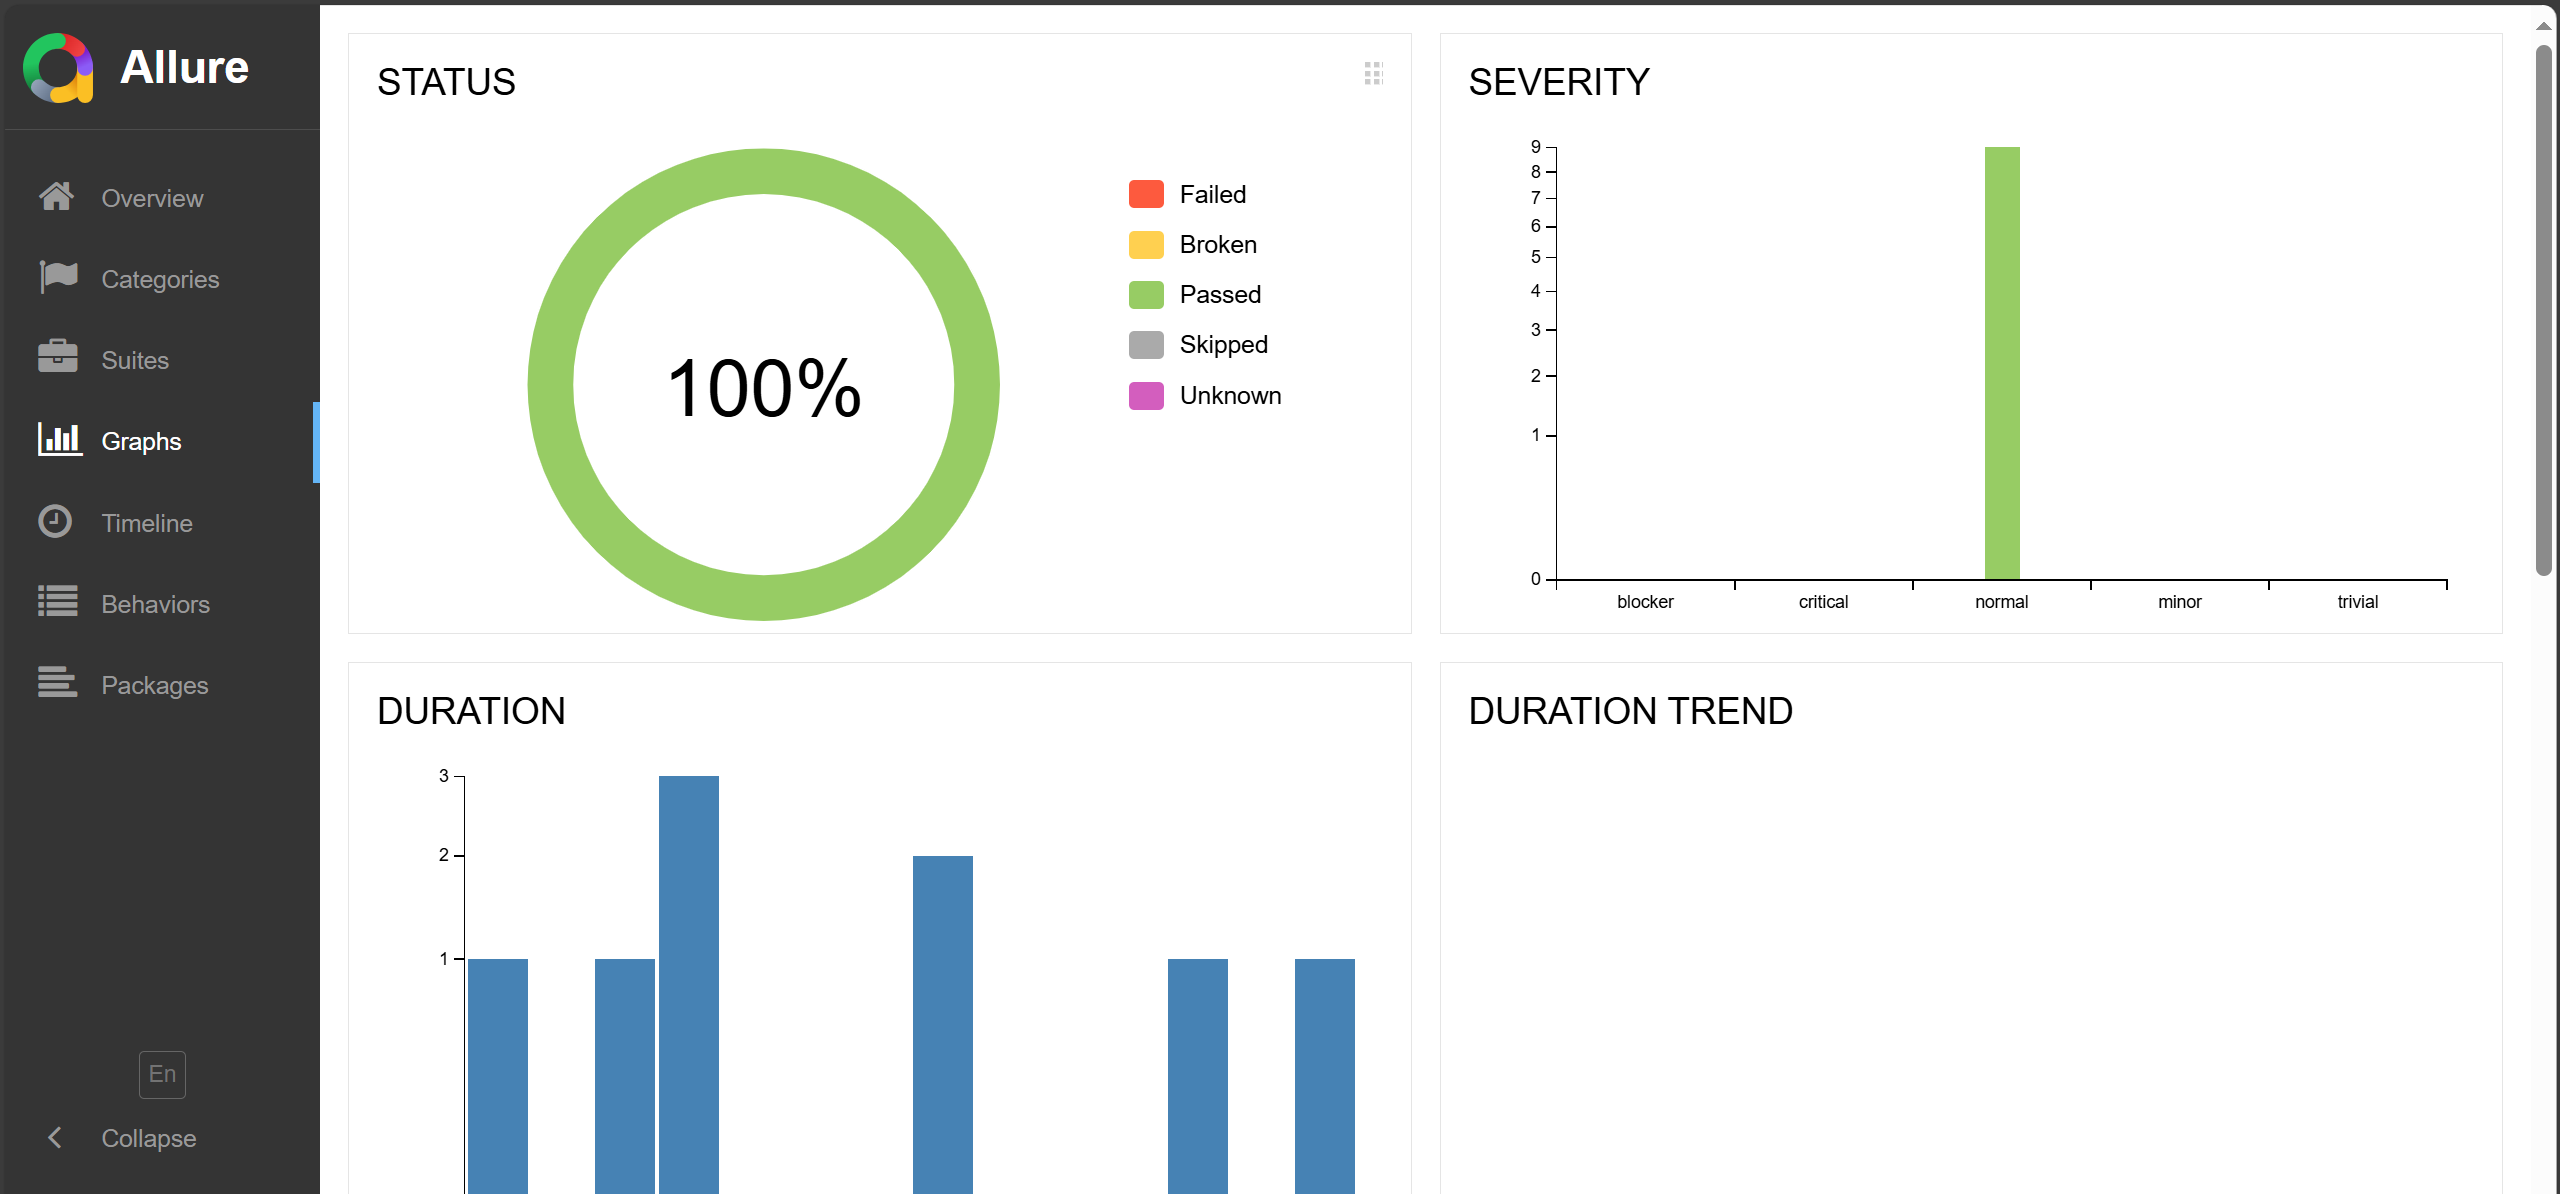 Allure
Overview
Categories
Suites
Graphs
Timeline
Behaviors
Packages
En
Collapse
STATUS
100%
Failed
Broken
Passed
Skipped
Unknown
SEVERITY
9
8
7
6
5
4
3
2
1
0
blocker critical normal minor trivial
DURATION
3
2
1
DURATION TREND